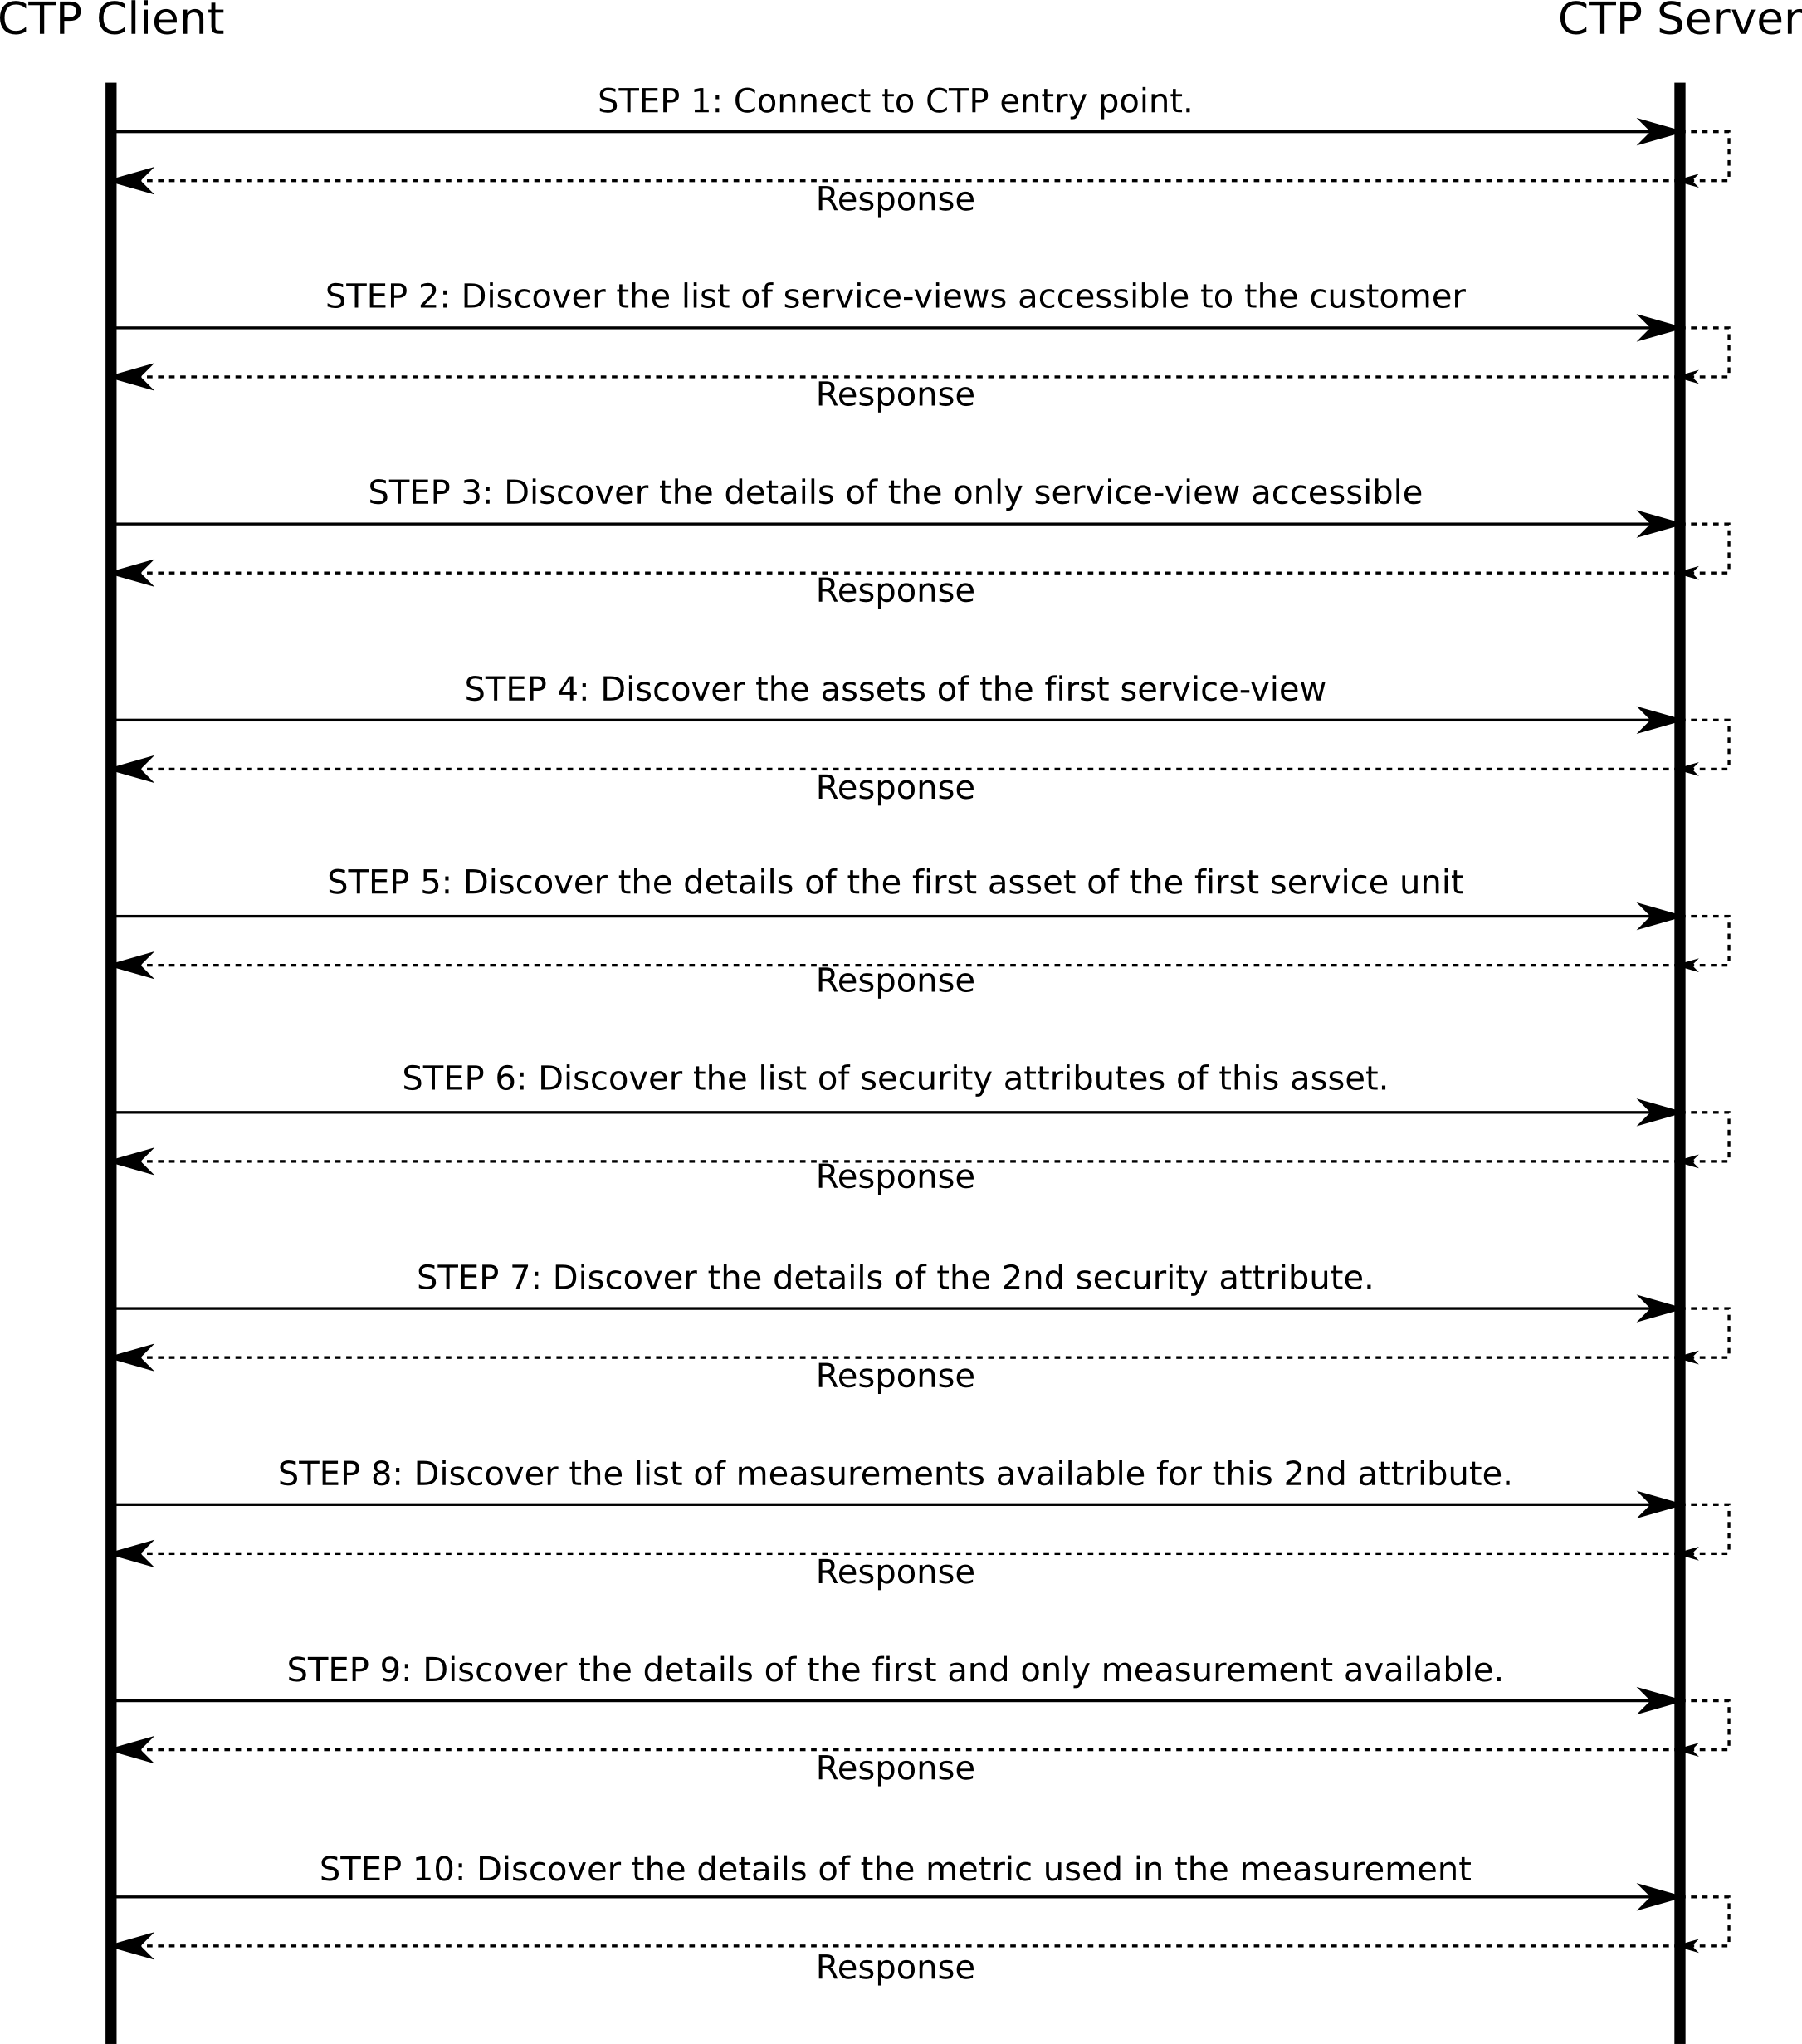 CTP Client
CTP Server
STEP 1: Connect to CTP entry point.
Response
STEP 2: Discover the list of service-views accessible to the customer
Response
STEP 3: Discover the details of the only service-view accessible
Response
STEP 4: Discover the assets of the first service-view
Response
STEP 5: Discover the details of the first asset of the first service unit
Response
STEP 6: Discover the list of security attributes of this asset.
Response
STEP 7: Discover the details of the 2nd security attribute.
Response
STEP 8: Discover the list of measurements available for this 2nd attribute.
Response
STEP 9: Discover the details of the first and only measurement available.
Response
STEP 10: Discover the details of the metric used in the measurement
Response